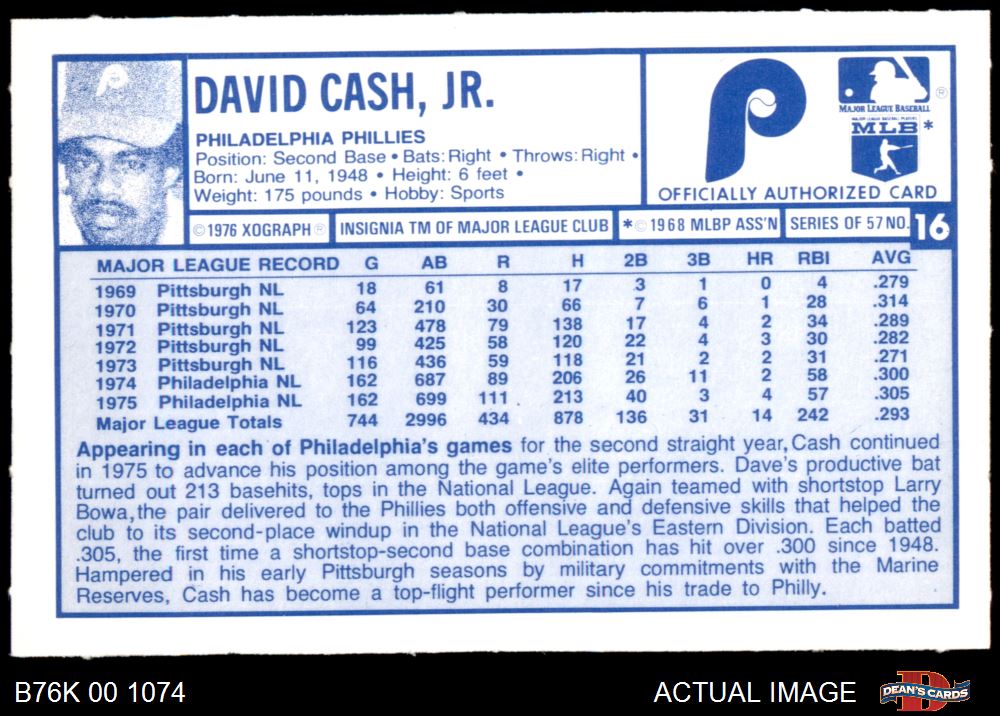 DAVID CASH, JR.
PHILADELPHIA PHILLIES
Position: Second Base • Bats: Right • Throws: Right •
Born: June 11, 1948 • Height: 6 feet •
Weight: 175 pounds • Hobby: Sports
P
P
MAJOR LEAGUE BASEBALL ®
MAJOR LEAGUE BASEBALL PLAYERS
MLB *
OFFICIALLY AUTHORIZED CARD
© 1976 XOGRAPH ® INSIGNIA TM OF MAJOR LEAGUE CLUB * © 1968 MLBP ASS'N SERIES OF 57 NO. 16
MAJOR LEAGUE RECORD G AB R H 2B 3B HR RBI AVG
1969 Pittsburgh NL 18 61 8 17 3 1 0 4 .279
1970 Pittsburgh NL 64 210 30 66 7 6 1 28 .314
1971 Pittsburgh NL 123 478 79 138 17 4 2 34 .289
1972 Pittsburgh NL 99 425 58 120 22 4 3 30 .282
1973 Pittsburgh NL 116 436 59 118 21 2 2 31 .271
1974 Philadelphia NL 162 687 89 206 26 11 2 58 .300
1975 Philadelphia NL 162 699 111 213 40 3 4 57 .305
Major League Totals 744 2996 434 878 136 31 14 242 .293
Appearing in each of Philadelphia's games for the second straight year, Cash continued
in 1975 to advance his position among the game's elite performers. Dave's productive bat
turned out 213 basehits, tops in the National League. Again teamed with shortstop Larry
Bowa, the pair delivered to the Phillies both offensive and defensive skills that helped the
club to its second-place windup in the National League's Eastern Division. Each batted
.305, the first time a shortstop-second base combination has hit over .300 since 1948.
Hampered in his early Pittsburgh seasons by military commitments with the Marine
Reserves, Cash has become a top-flight performer since his trade to Philly.
B76K 00 1074
ACTUAL IMAGE
DEAN'S CARDS